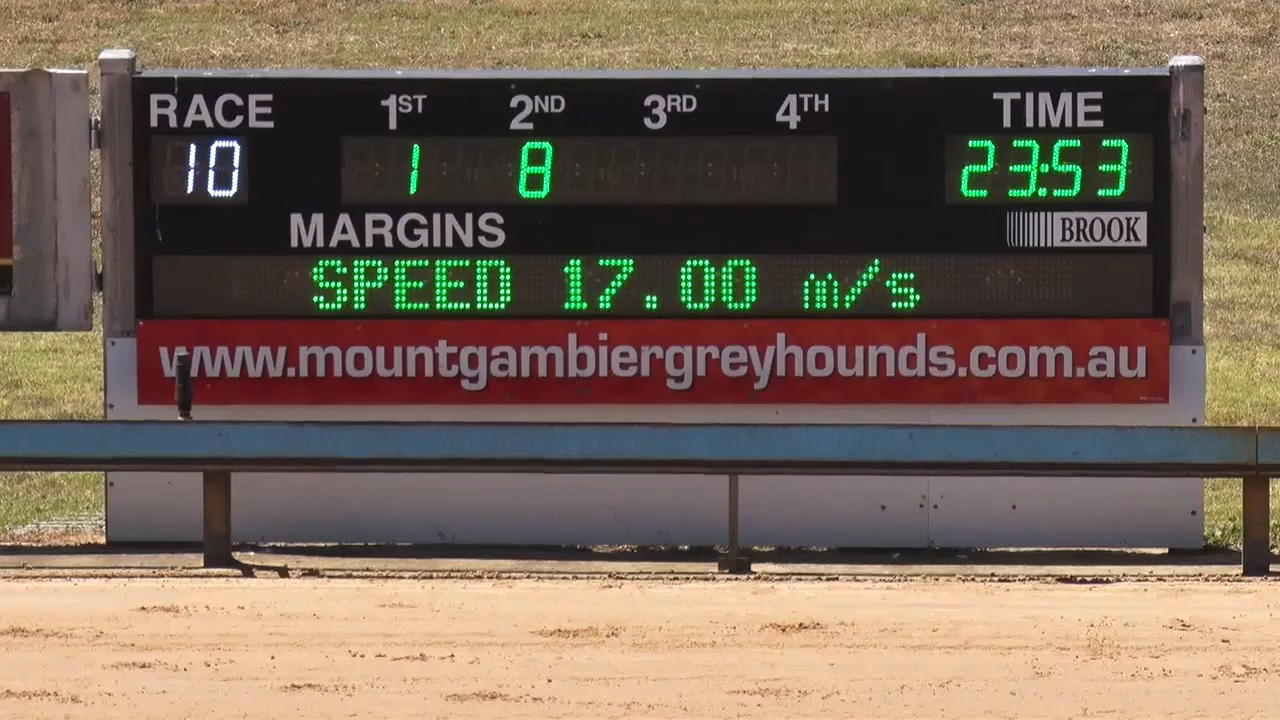 RACE 1ST 2ND 3RD 4TH TIME
10 1 8 23:53
MARGINS BROOK
SPEED 17.00 m/s
www.mountgambiergreyhounds.com.au